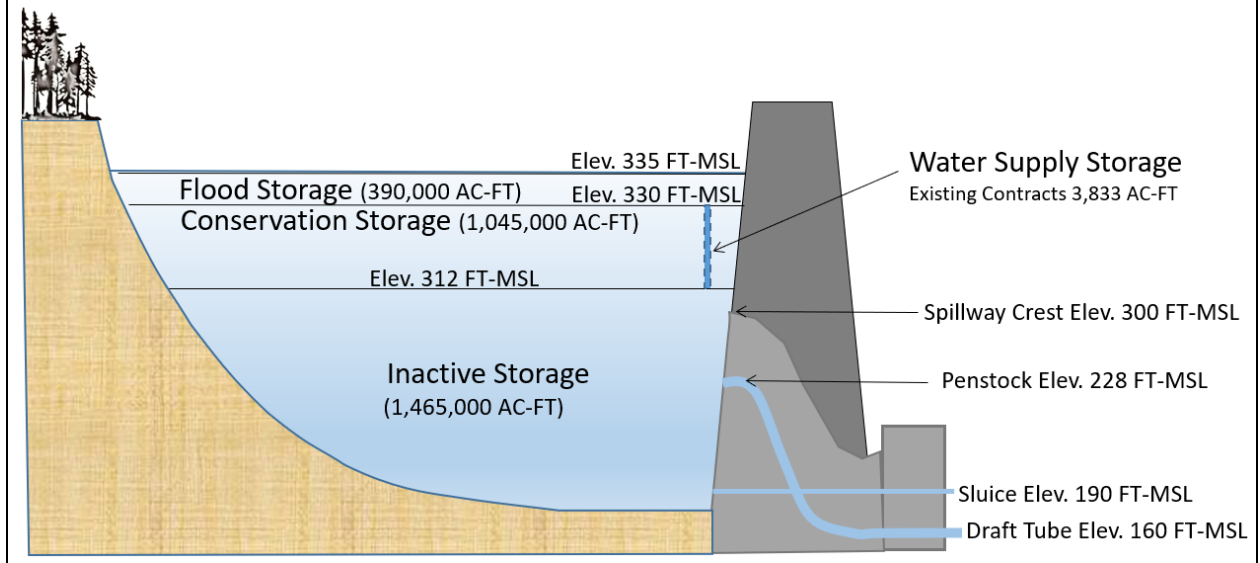 Elev. 335 FT-MSL
Flood Storage (390,000 AC-FT)
Elev. 330 FT-MSL
Conservation Storage (1,045,000 AC-FT)
Elev. 312 FT-MSL
Inactive Storage
(1,465,000 AC-FT)
Water Supply Storage
Existing Contracts 3,833 AC-FT
Spillway Crest Elev. 300 FT-MSL
Penstock Elev. 228 FT-MSL
Sluice Elev. 190 FT-MSL
Draft Tube Elev. 160 FT-MSL